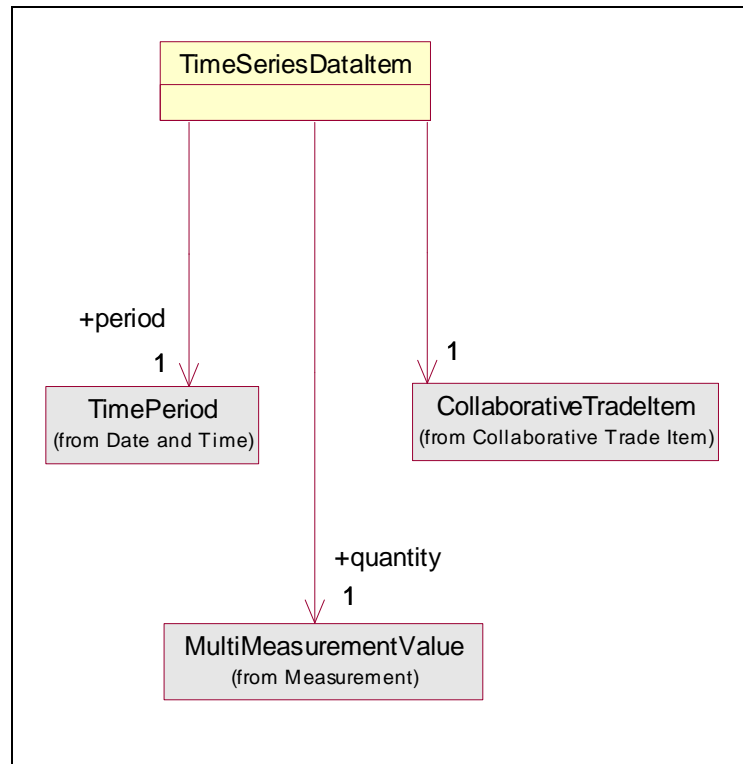 TimeSeriesDataItem
+period
1
1
TimePeriod
(from Date and Time)
CollaborativeTradeItem
(from Collaborative Trade Item)
+quantity
1
MultiMeasurementValue
(from Measurement)